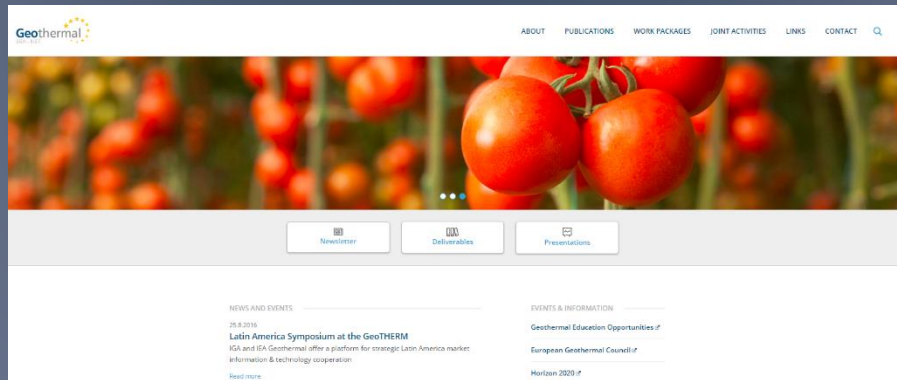 Geothermal
ABOUT PUBLICATIONS WORK PACKAGES JOINT ACTIVITIES LINKS CONTACT
Newsletter
Deliverables
Presentations
NEWS AND EVENTS
25.8.2016
Latin America Symposium at the GeoTHERM
IGA and IEA Geothermal offer a platform for strategic Latin America market
information & technology cooperation
Read more
EVENTS & INFORMATION
Geothermal Education Opportunities
European Geothermal Council
Horizon 2020